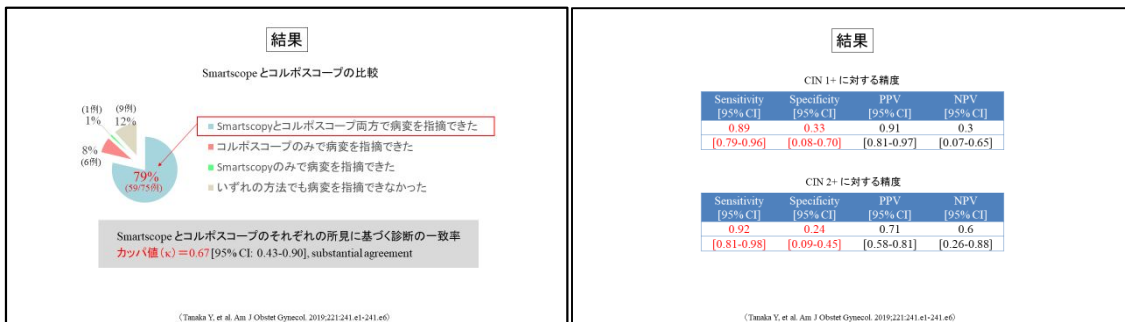 結果
Smartscope とコルポスコープの比較
(1例)
1%
(9例)
12%
8%
(6例)
79%
(59/75例)
Smartscopyとコルポスコープ両方で病変を指摘できた
コルポスコープのみで病変を指摘できた
Smartscopyのみで病変を指摘できた
いずれの方法でも病変を指摘できなかった
Smartscope とコルポスコープのそれぞれの所見に基づく診断の一致率
カッパ値(κ)=0.67 [95% CI: 0.43-0.90], substantial agreement
(Tanaka Y, et al. Am J Obstet Gynecol. 2019;221:241.e1-241.e6)
結果
CIN 1+ に対する精度
Sensitivity Specificity PPV NPV
[95% CI] [95% CI] [95% CI] [95% CI]
0.89 0.33 0.91 0.3
[0.79-0.96] [0.08-0.70] [0.81-0.97] [0.07-0.65]
CIN 2+ に対する精度
Sensitivity Specificity PPV NPV
[95% CI] [95% CI] [95% CI] [95% CI]
0.92 0.24 0.71 0.6
[0.81-0.98] [0.09-0.45] [0.58-0.81] [0.26-0.88]
(Tanaka Y, et al. Am J Obstet Gynecol. 2019;221:241.e1-241.e6)